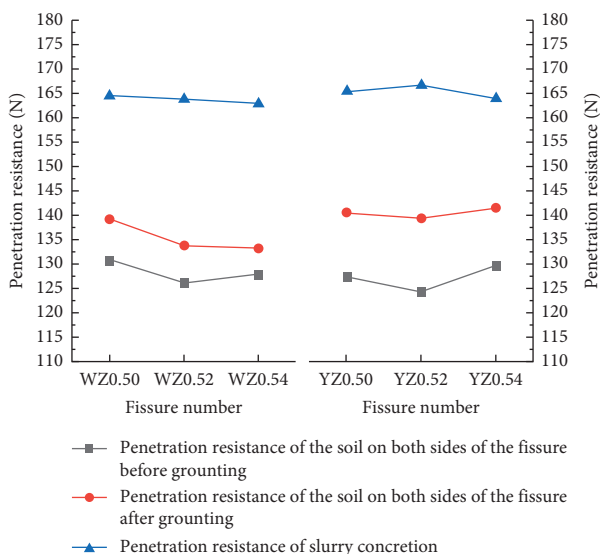 180
175
170
165
160
155
150
145
140
135
130
125
120
115
110
Penetration resistance (N)
WZ0.50 WZ0.52 WZ0.54
Fissure number
YZ0.50 YZ0.52 YZ0.54
Fissure number
180
175
170
165
160
155
150
145
140
135
130
125
120
115
110
Penetration resistance (N)
Penetration resistance of the soil on both sides of the fissure
before grounting
Penetration resistance of the soil on both sides of the fissure
after grounting
Penetration resistance of slurry concretion